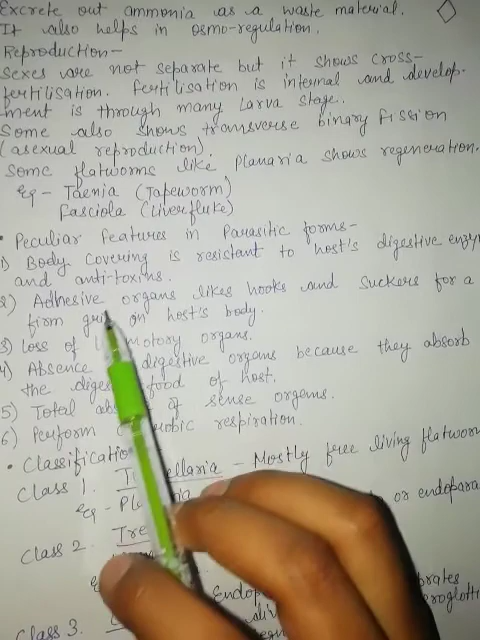 Excrete out ammonia as a waste material.
It also helps in osmo-regulation.
Reproduction-
Sexes are not separate but it shows cross-
fertilisation. Fertilisation is internal and develop-
ment is through many Larva stage.
Some also shows transverse binary fission
(asexual reproduction).
Some flatworms like Planaria shows regeneration.
Eg - Taenia (Tapeworm)
Fasciola (Liverfluke)
• Peculiar features in Parasitic forms-
1) Body covering is resistant to host's digestive enzy
and anti-toxins.
2) Adhesive organs likes hooks and suckers for a
firm on host's body.
3) Loss of organs.
4) Absence digestive organs because they absorb
the food of host.
5) Total of sense organs.
6) Perform respiration.
• Classification
Class 1. - Mostly free living flatworm
Eg -
or endopara
Class 2. Tre
Endop
Class 3.